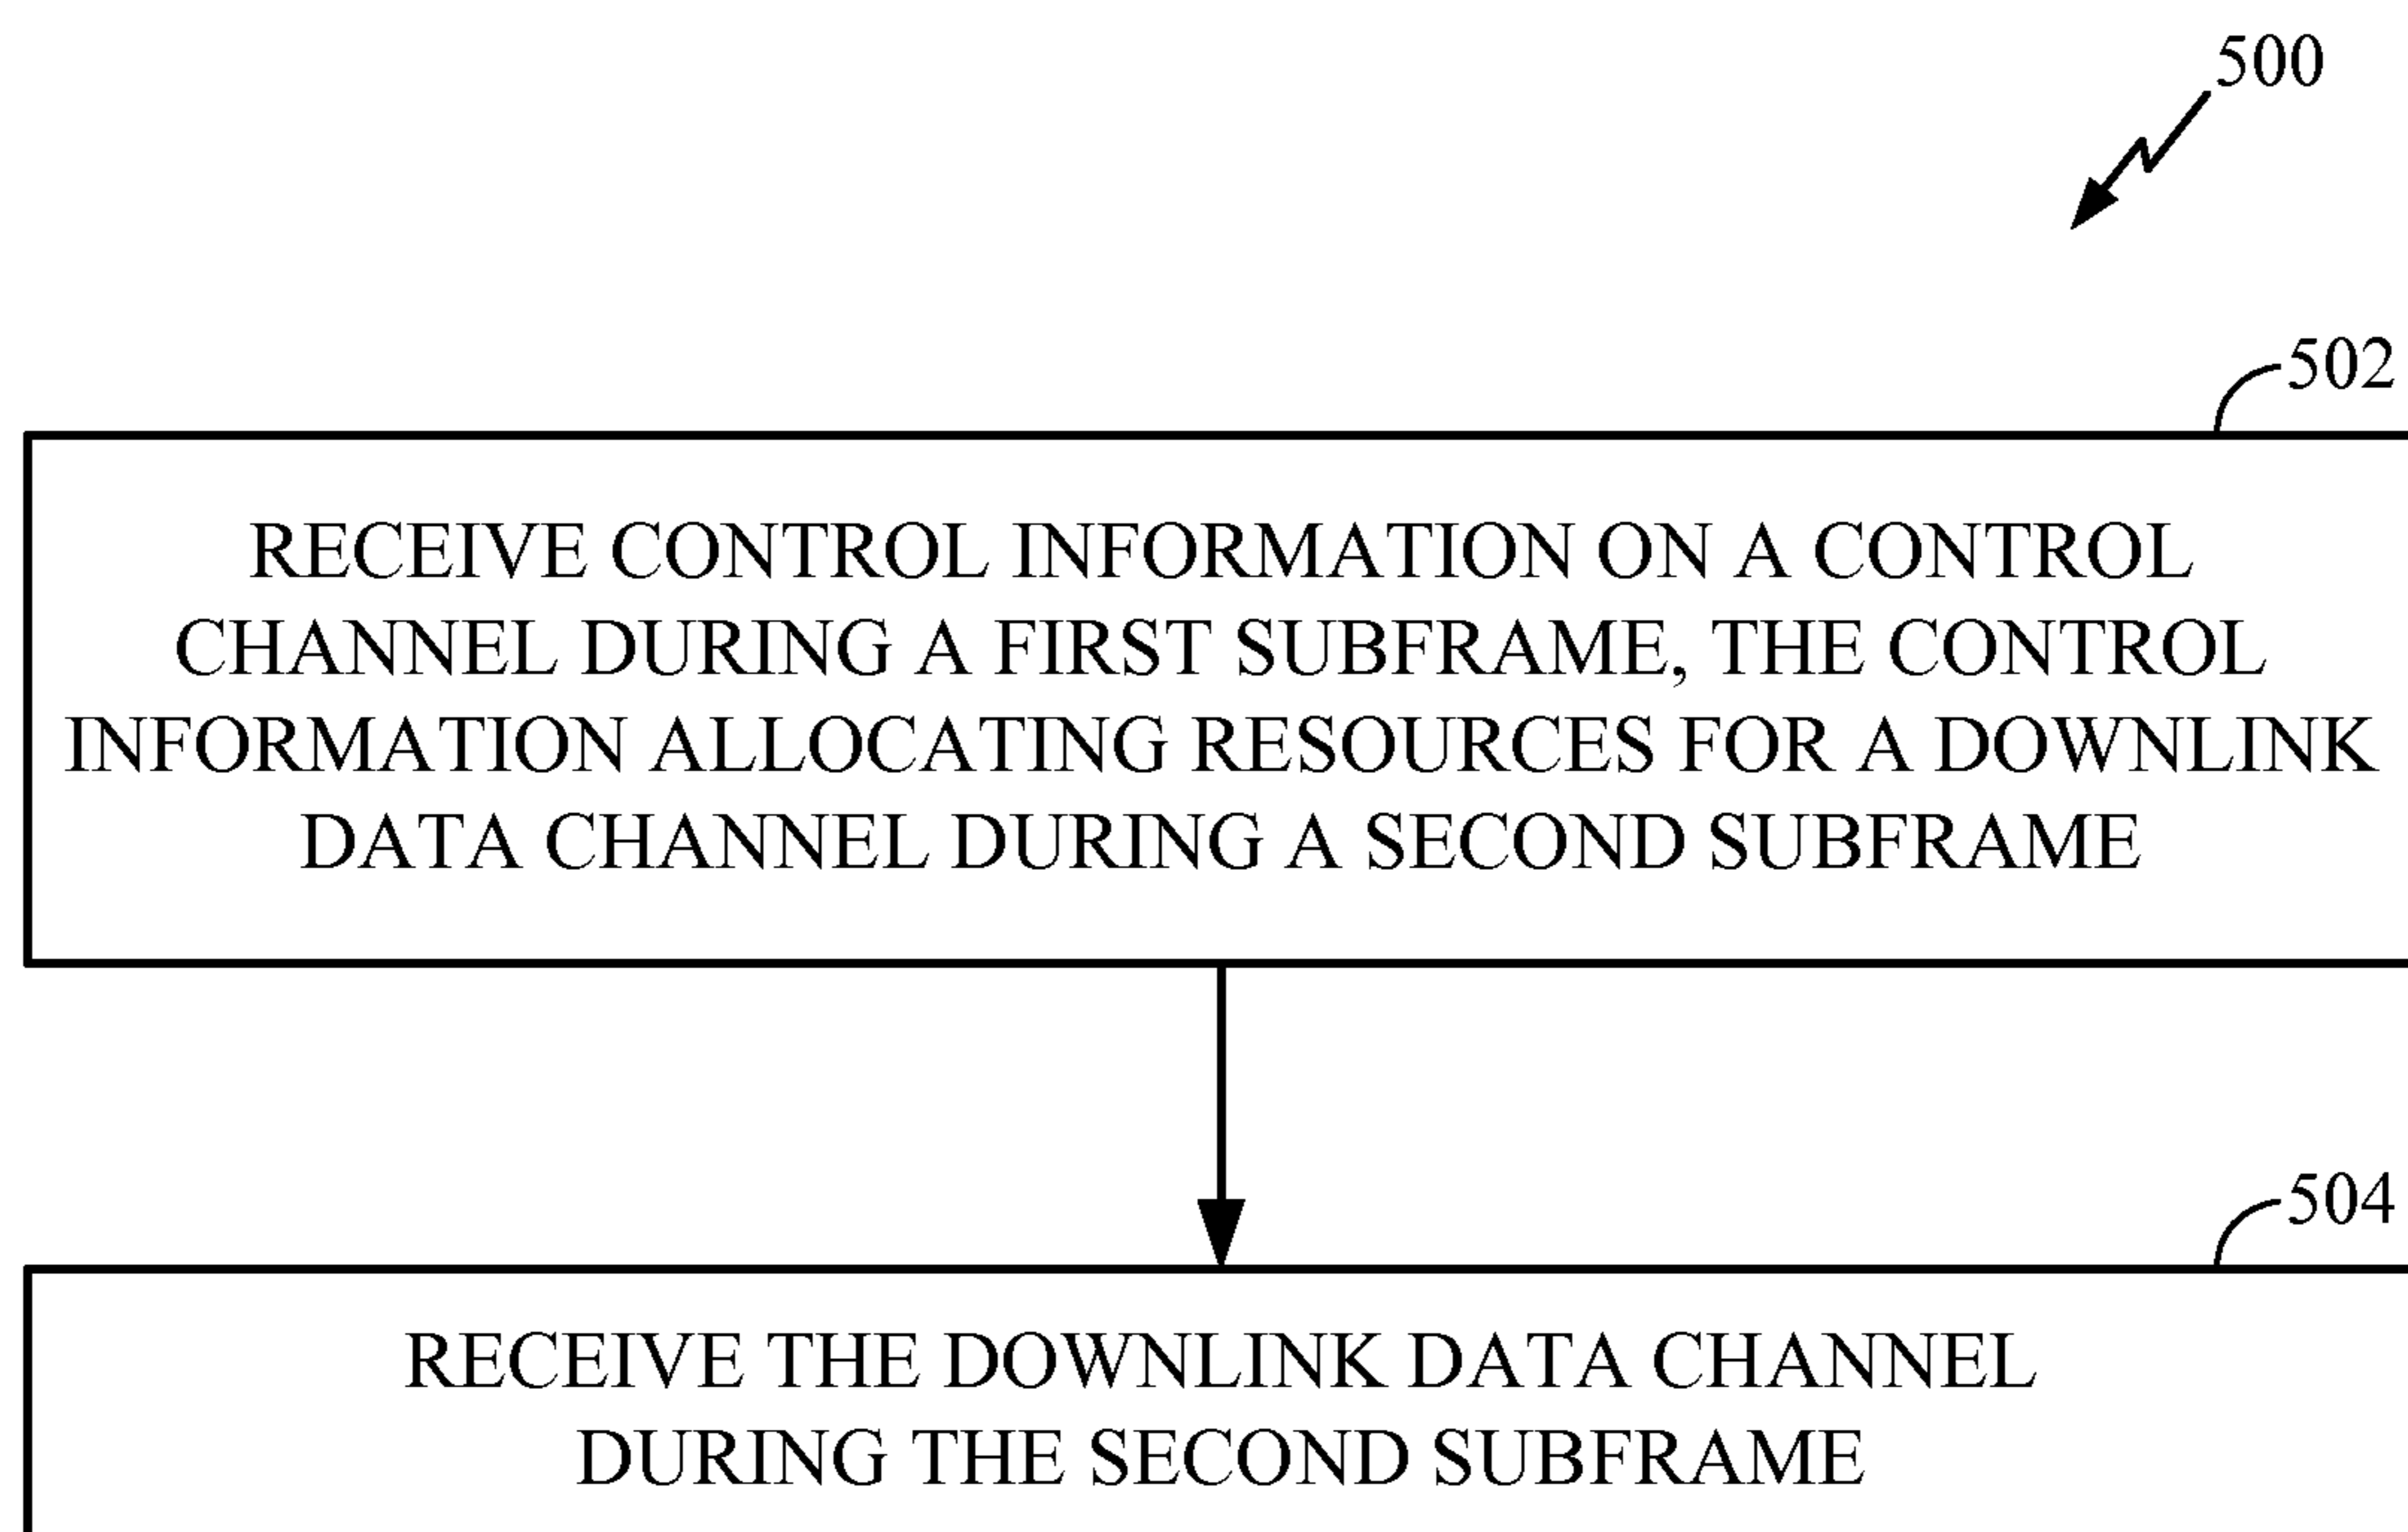 500
502
RECEIVE CONTROL INFORMATION ON A CONTROL
CHANNEL DURING A FIRST SUBFRAME, THE CONTROL
INFORMATION ALLOCATING RESOURCES FOR A DOWNLINK
DATA CHANNEL DURING A SECOND SUBFRAME
504
RECEIVE THE DOWNLINK DATA CHANNEL
DURING THE SECOND SUBFRAME